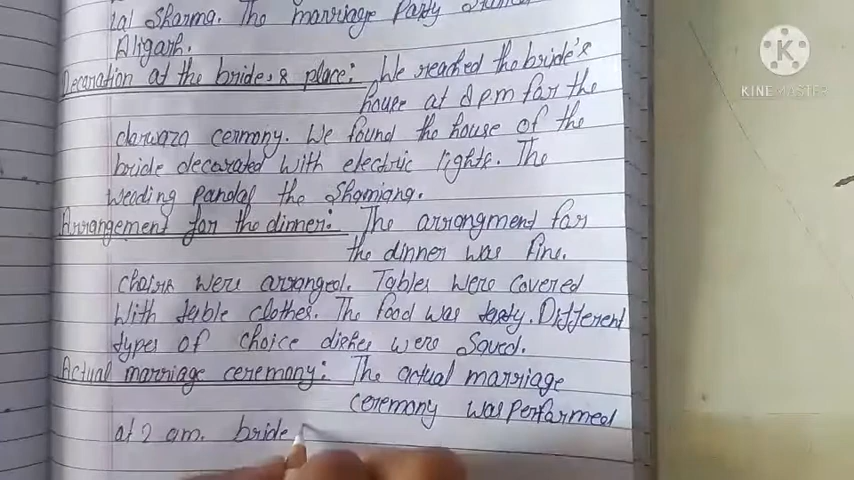 Lal Sharma. The marriage Party
Aligarh.
Decoration at the bride's place: We reached the bride's
house at 8 pm for the
darwaza cermony. We found the house of the
bride decorated with electric lights. The
Weading pandal the Shamiana.
Arrangement for the dinner: The arrangment for
the dinner was fine.
chairs were arranged. Tables were covered
With table clothes. The food was tasty. Different
types of choice dishes were Saved.
Actual marriage ceremony: The actual marriage
ceremony was performed
at 2 am. bride
KINEMASTER